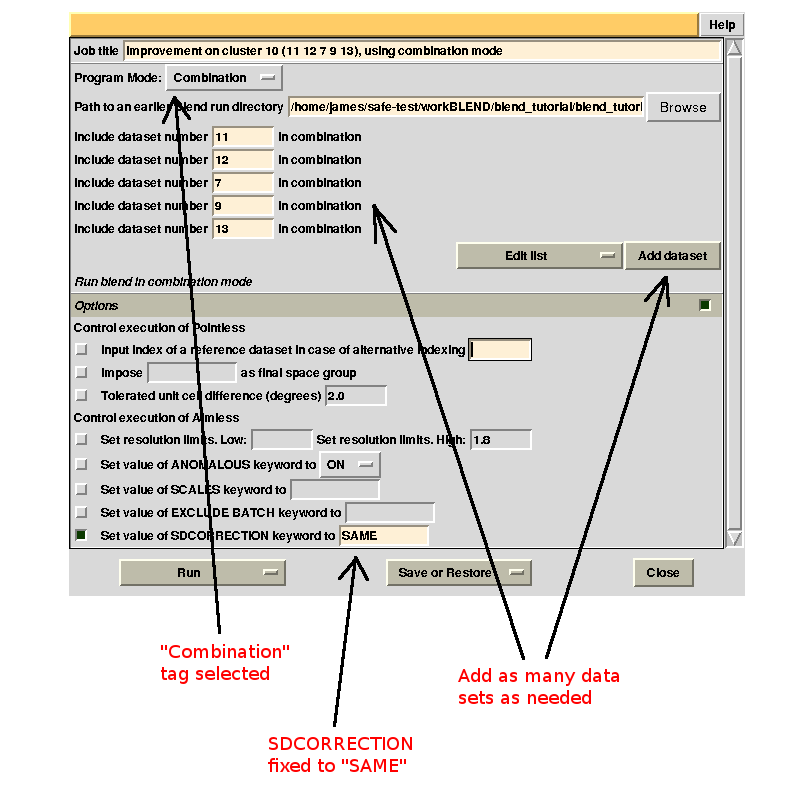 Help
Job title Improvement on cluster 10 (11 12 7 9 13), using combination mode
Program Mode: Combination
Path to an earlier blend run directory /home/james/safe-test/workBLEND/blend_tutorial/blend_tutori Browse
Include dataset number 11 in combination
Include dataset number 12 in combination
Include dataset number 7 in combination
Include dataset number 9 in combination
Include dataset number 13 in combination
Edit list Add dataset
Run blend in combination mode
Options
Control execution of Pointless
Input index of a reference dataset in case of alternative indexing
Impose as final space group
Tolerated unit cell difference (degrees) 2.0
Control execution of Aimless
Set resolution limits. Low: Set resolution limits. High: 1.8
Set value of ANOMALOUS keyword to ON
Set value of SCALES keyword to
Set value of EXCLUDE BATCH keyword to
Set value of SDCORRECTION keyword to SAME
Run Save or Restore Close
"Combination"
tag selected
Add as many data
sets as needed
SDCORRECTION
fixed to "SAME"